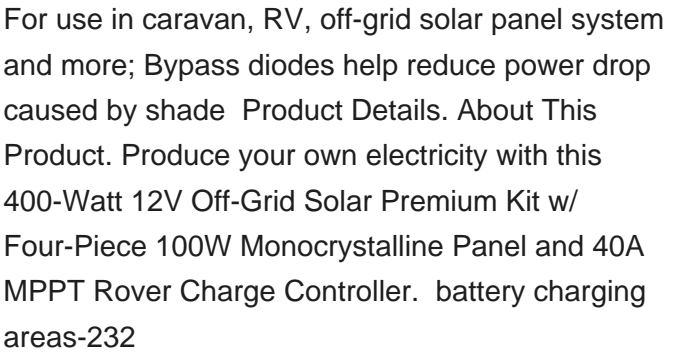 For use in caravan, RV, off-grid solar panel system
and more; Bypass diodes help reduce power drop
caused by shade  Product Details. About This
Product. Produce your own electricity with this
400-Watt 12V Off-Grid Solar Premium Kit w/
Four-Piece 100W Monocrystalline Panel and 40A
MPPT Rover Charge Controller.  battery charging
areas-232